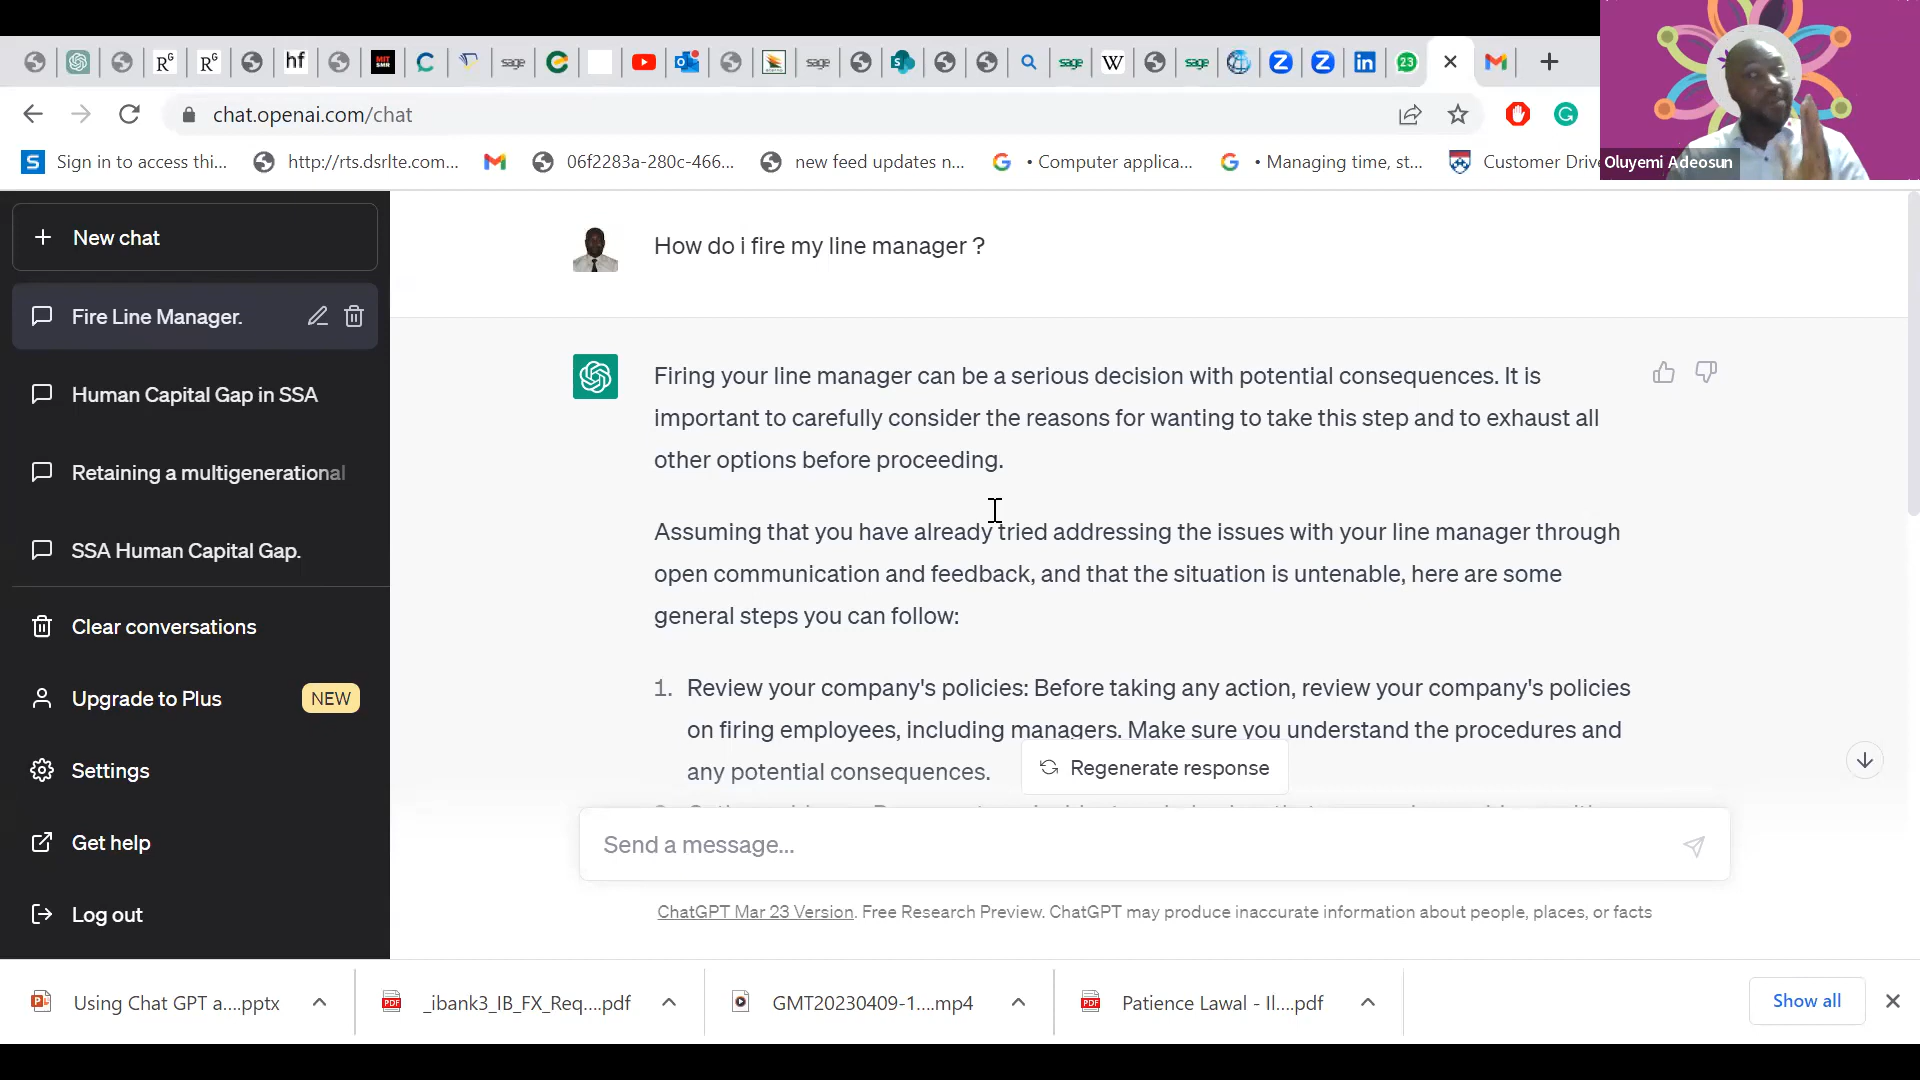 hf
MIT
SMR
sage
sage
sage
W
sage
23
chat.openai.com/chat
Sign in to access thi...
http://rts.dsrlte.com...
06f2283a-280c-466...
new feed updates n...
• Computer applica...
• Managing time, st...
Customer Drive
Oluyemi Adeosun
New chat
Fire Line Manager.
Human Capital Gap in SSA
Retaining a multigenerational
SSA Human Capital Gap.
Clear conversations
Upgrade to Plus
NEW
Settings
Get help
Log out
How do i fire my line manager ?
Firing your line manager can be a serious decision with potential consequences. It is
important to carefully consider the reasons for wanting to take this step and to exhaust all
other options before proceeding.
Assuming that you have already tried addressing the issues with your line manager through
open communication and feedback, and that the situation is untenable, here are some
general steps you can follow:
1. Review your company's policies: Before taking any action, review your company's policies
on firing employees, including managers. Make sure you understand the procedures and
any potential consequences.
Regenerate response
Send a message...
ChatGPT Mar 23 Version. Free Research Preview. ChatGPT may produce inaccurate information about people, places, or facts
Using Chat GPT a....pptx
_ibank3_IB_FX_Req....pdf
GMT20230409-1....mp4
Patience Lawal - Il....pdf
Show all